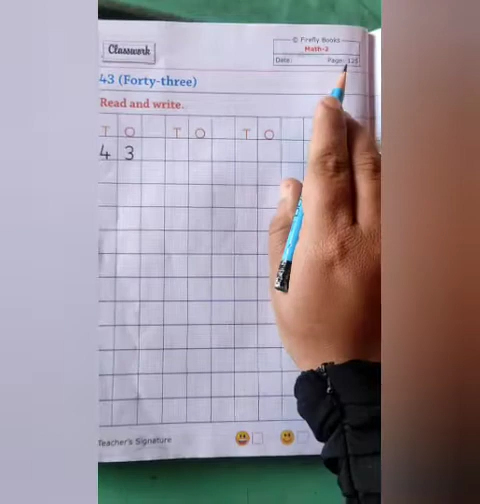 Classwork
© Firefly Books
Math-2
Date: Page: 125
43 (Forty-three)
Read and write.
T O T O T O
4 3
Teacher's Signature